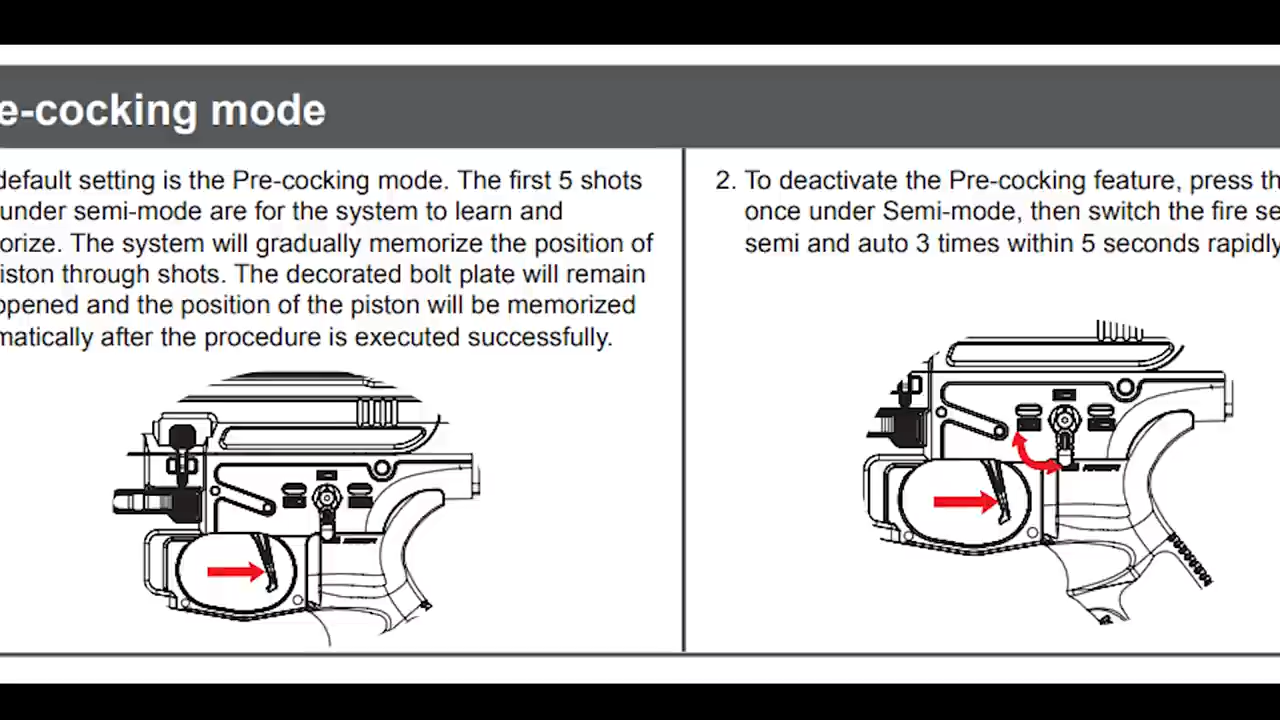 e-cocking mode
default setting is the Pre-cocking mode. The first 5 shots
under semi-mode are for the system to learn and
orize. The system will gradually memorize the position of
iston through shots. The decorated bolt plate will remain
opened and the position of the piston will be memorized
matically after the procedure is executed successfully.
2. To deactivate the Pre-cocking feature, press th
once under Semi-mode, then switch the fire se
semi and auto 3 times within 5 seconds rapidly